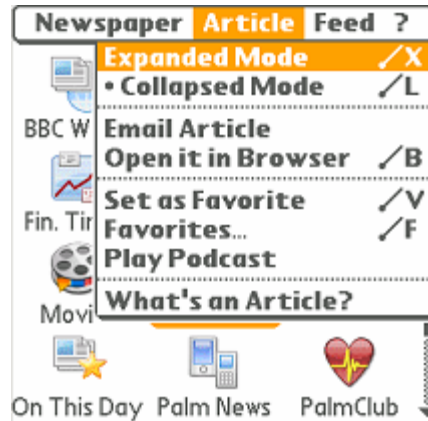 Newspaper Article Feed ?
Expanded Mode /X
• Collapsed Mode /L
BBC W
Email Article
Open it in Browser /B
Set as Favorite /V
Fin. Tir
Favorites... /F
Play Podcast
What's an Article?
Movi
On This Day Palm News PalmClub